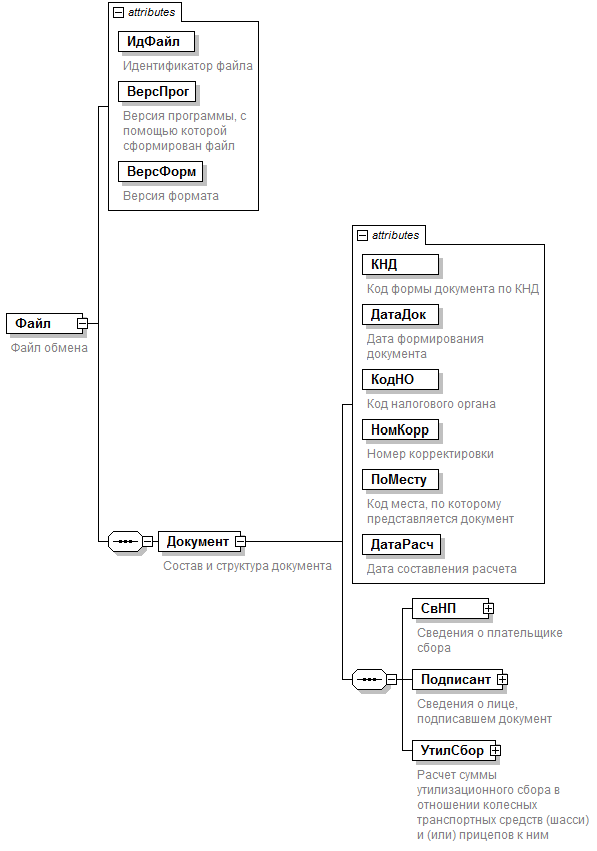 attributes
ИдФайл
Идентификатор файла
ВерсПрог
Версия программы, с
помощью которой
сформирован файл
ВерсФорм
Версия формата
Файл
Файл обмена
Документ
Состав и структура документа
attributes
КНД
Код формы документа по КНД
ДатаДок
Дата формирования
документа
КодНО
Код налогового органа
НомКорр
Номер корректировки
ПоМесту
Код места, по которому
представляется документ
ДатаРасч
Дата составления расчета
СвНП
Сведения о плательщике
сбора
Подписант
Сведения о лице,
подписавшем документ
УтилСбор
Расчет суммы
утилизационного сбора в
отношении колесных
транспортных средств (шасси)
и (или) прицепов к ним